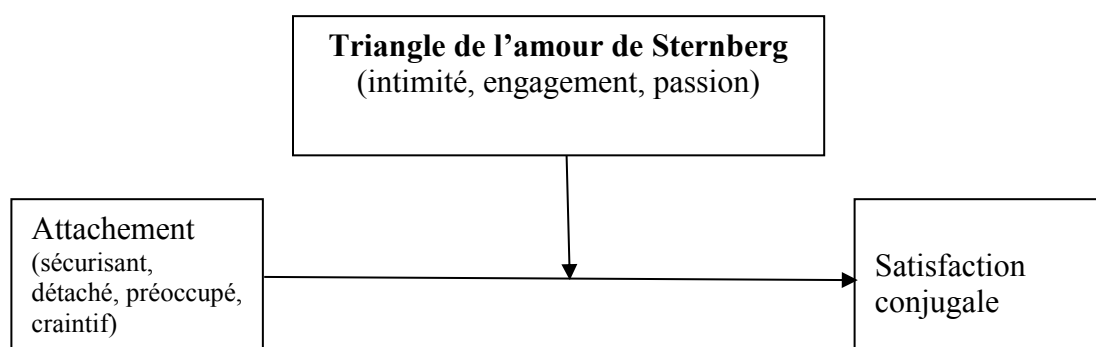 Triangle de l’amour de Sternberg
(intimité, engagement, passion)
Attachement
(sécurisant,
détaché, préoccupé,
craintif)
Satisfaction
conjugale